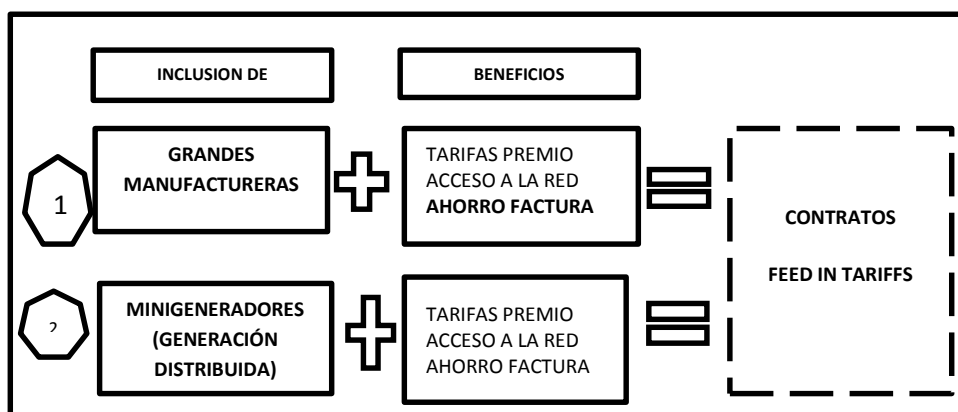 INCLUSION DE
BENEFICIOS
1
GRANDES
MANUFACTURERAS
TARIFAS PREMIO
ACCESO A LA RED
AHORRO FACTURA
CONTRATOS
FEED IN TARIFFS
2
MINIGENERADORES
(GENERACIÓN
DISTRIBUIDA)
TARIFAS PREMIO
ACCESO A LA RED
AHORRO FACTURA